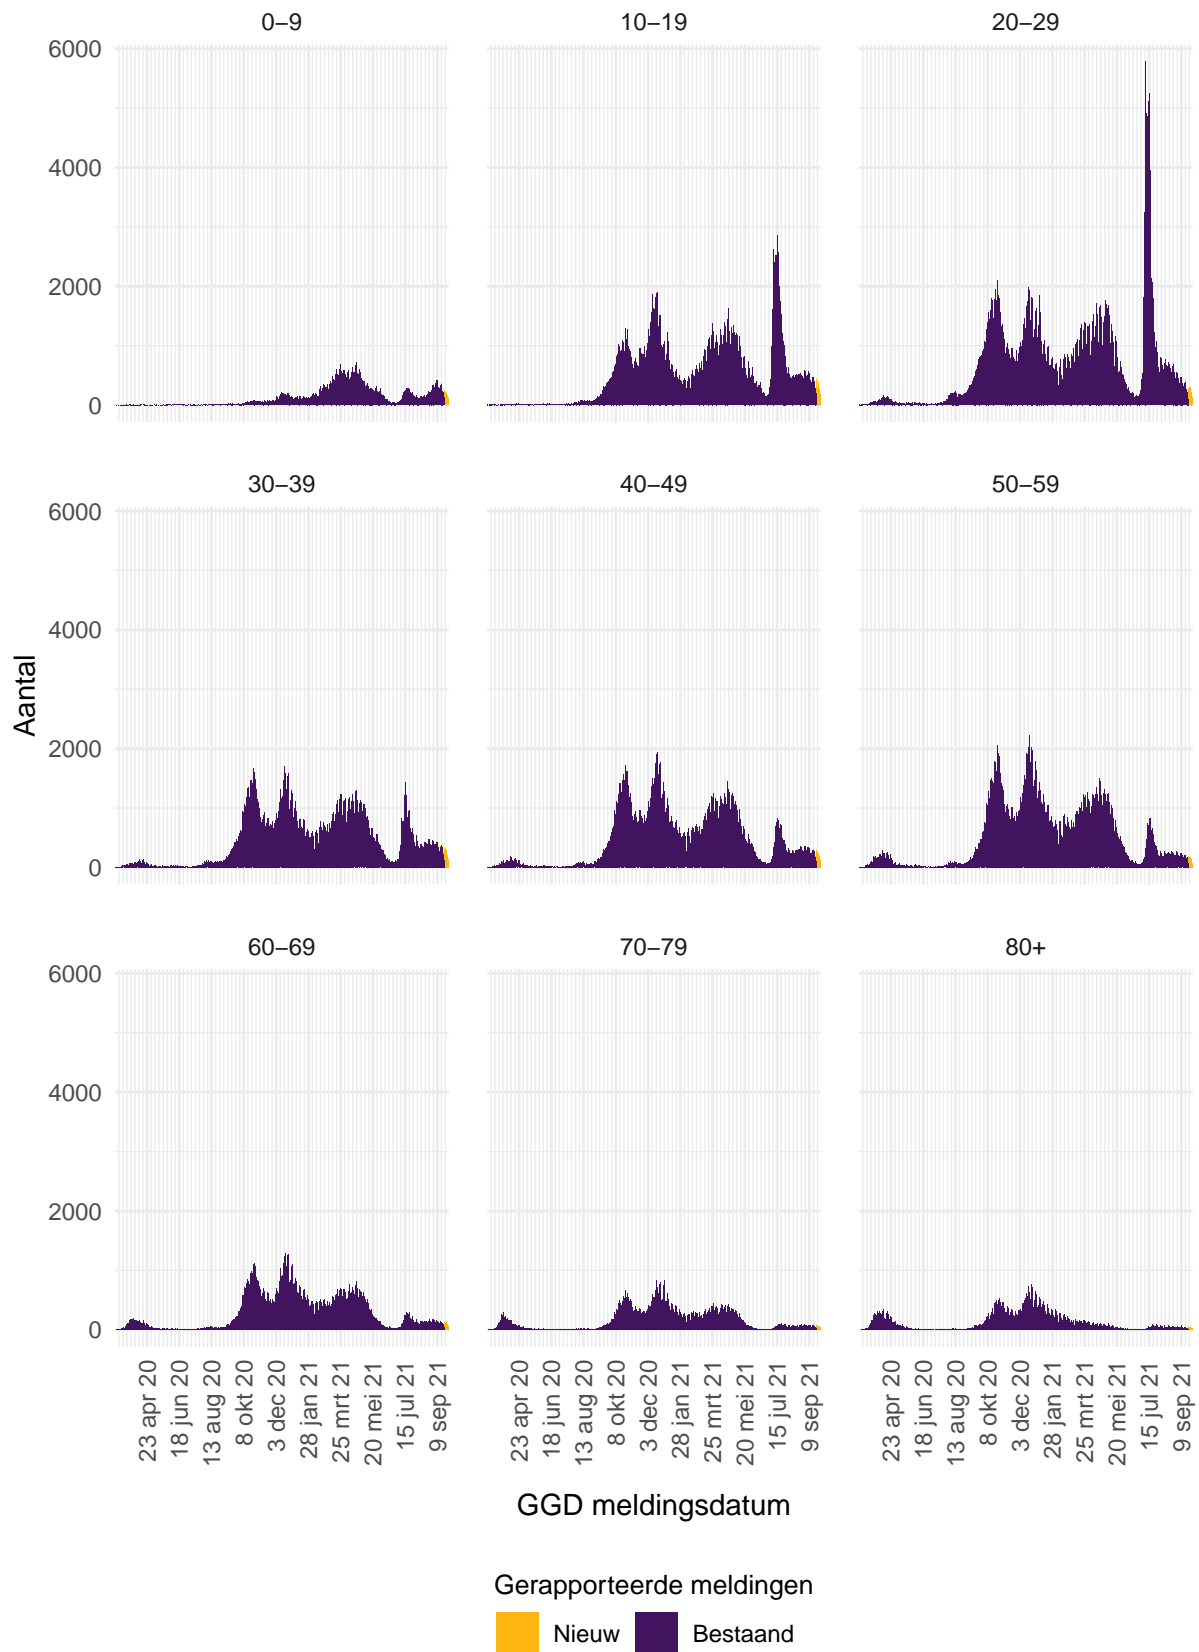 0−9 10−19 20−29
6000
4000
2000
0
30−39 40−49 50−59
6000
4000
2000
0
60−69 70−79 80+
6000
4000
2000
0
Aantal
23 apr 20 18 jun 20 13 aug 20 8 okt 20 3 dec 20 28 jan 21 25 mrt 21 20 mei 21 15 jul 21 9 sep 21
23 apr 20 18 jun 20 13 aug 20 8 okt 20 3 dec 20 28 jan 21 25 mrt 21 20 mei 21 15 jul 21 9 sep 21
23 apr 20 18 jun 20 13 aug 20 8 okt 20 3 dec 20 28 jan 21 25 mrt 21 20 mei 21 15 jul 21 9 sep 21
GGD meldingsdatum
Gerapporteerde meldingen
Nieuw Bestaand